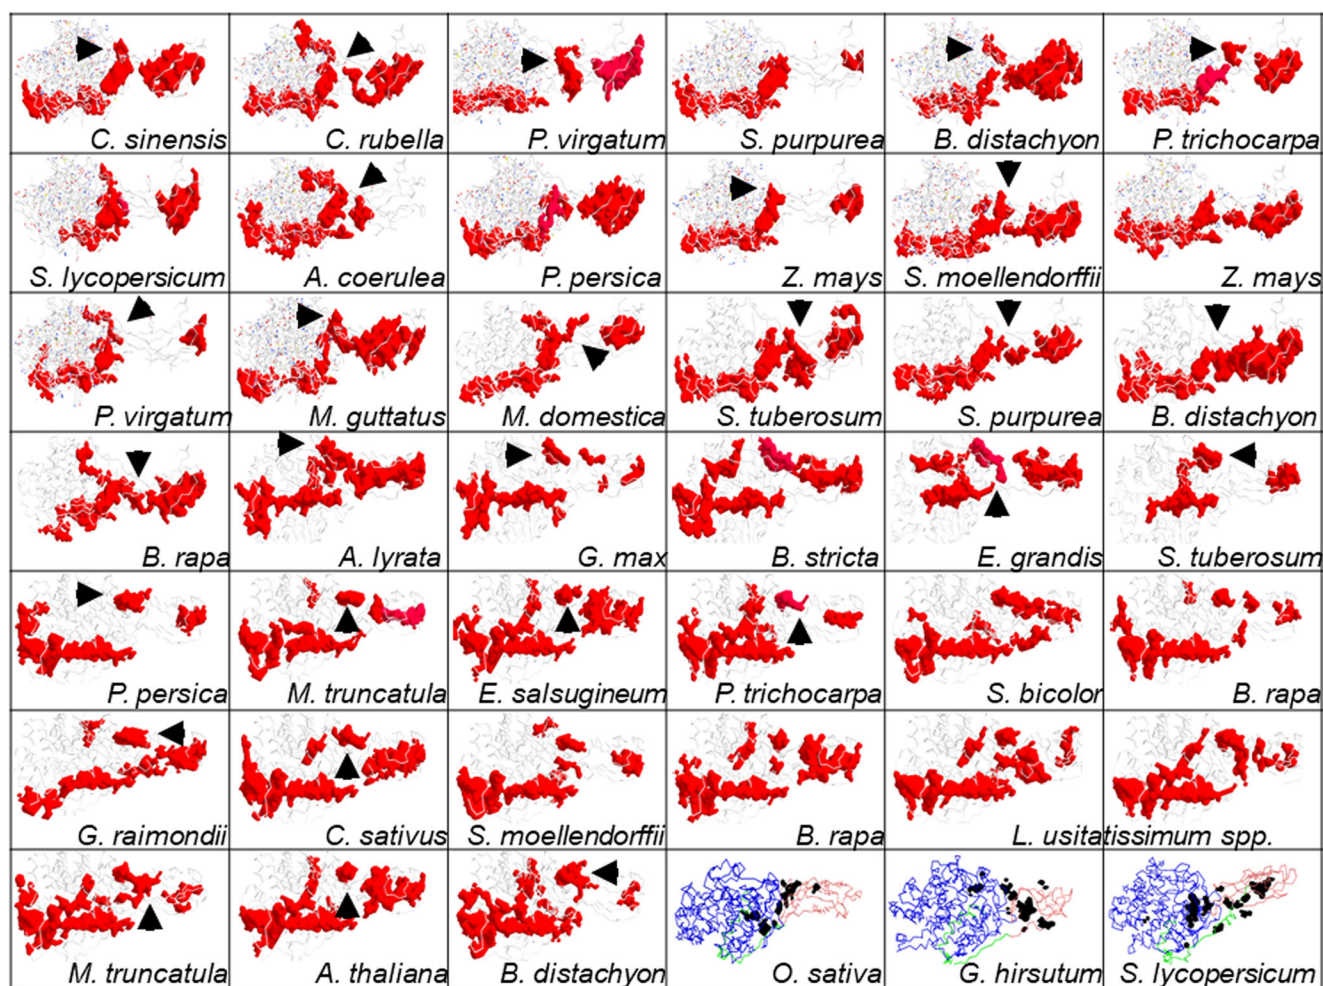 C. sinensis C. rubella P. virgatum S. purpurea B. distachyon P. trichocarpa
S. lycopersicum A. coerulea P. persica Z. mays S. moellendorffii Z. mays
P. virgatum M. guttatus M. domestica S. tuberosum S. purpurea B. distachyon
B. rapa A. lyrata G. max B. stricta E. grandis S. tuberosum
P. persica M. truncatula E. salsugineum P. trichocarpa S. bicolor B. rapa
G. raimondii C. sativus S. moellendorffii B. rapa L. usitatissimum spp.
M. truncatula A. thaliana B. distachyon O. sativa G. hirsutum S. lycopersicum